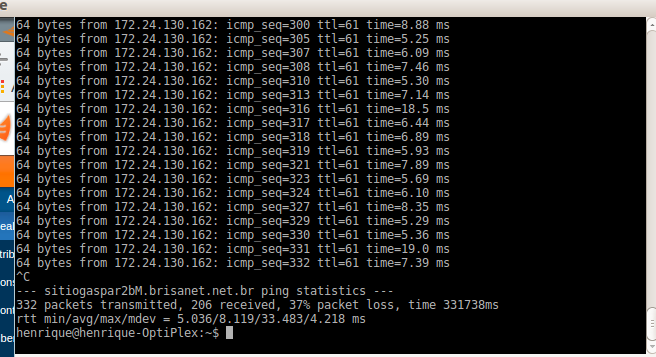 e
64 bytes from 172.24.130.162: icmp_seq=300 ttl=61 time=8.88 ms
64 bytes from 172.24.130.162: icmp_seq=305 ttl=61 time=5.25 ms
64 bytes from 172.24.130.162: icmp_seq=307 ttl=61 time=6.09 ms
64 bytes from 172.24.130.162: icmp_seq=308 ttl=61 time=7.46 ms
64 bytes from 172.24.130.162: icmp_seq=310 ttl=61 time=5.30 ms
64 bytes from 172.24.130.162: icmp_seq=313 ttl=61 time=7.14 ms
64 bytes from 172.24.130.162: icmp_seq=316 ttl=61 time=18.5 ms
64 bytes from 172.24.130.162: icmp_seq=317 ttl=61 time=6.44 ms
64 bytes from 172.24.130.162: icmp_seq=318 ttl=61 time=6.89 ms
64 bytes from 172.24.130.162: icmp_seq=319 ttl=61 time=5.93 ms
64 bytes from 172.24.130.162: icmp_seq=321 ttl=61 time=7.89 ms
64 bytes from 172.24.130.162: icmp_seq=323 ttl=61 time=5.69 ms
64 bytes from 172.24.130.162: icmp_seq=324 ttl=61 time=6.10 ms
64 bytes from 172.24.130.162: icmp_seq=327 ttl=61 time=8.35 ms
64 bytes from 172.24.130.162: icmp_seq=329 ttl=61 time=5.29 ms
64 bytes from 172.24.130.162: icmp_seq=330 ttl=61 time=5.36 ms
64 bytes from 172.24.130.162: icmp_seq=331 ttl=61 time=19.0 ms
64 bytes from 172.24.130.162: icmp_seq=332 ttl=61 time=7.39 ms
^C
--- sitiogaspar2bM.brisanet.net.br ping statistics ---
332 packets transmitted, 206 received, 37% packet loss, time 331738ms
rtt min/avg/max/mdev = 5.036/8.119/33.483/4.218 ms
henrique@henrique-OptiPlex:~$